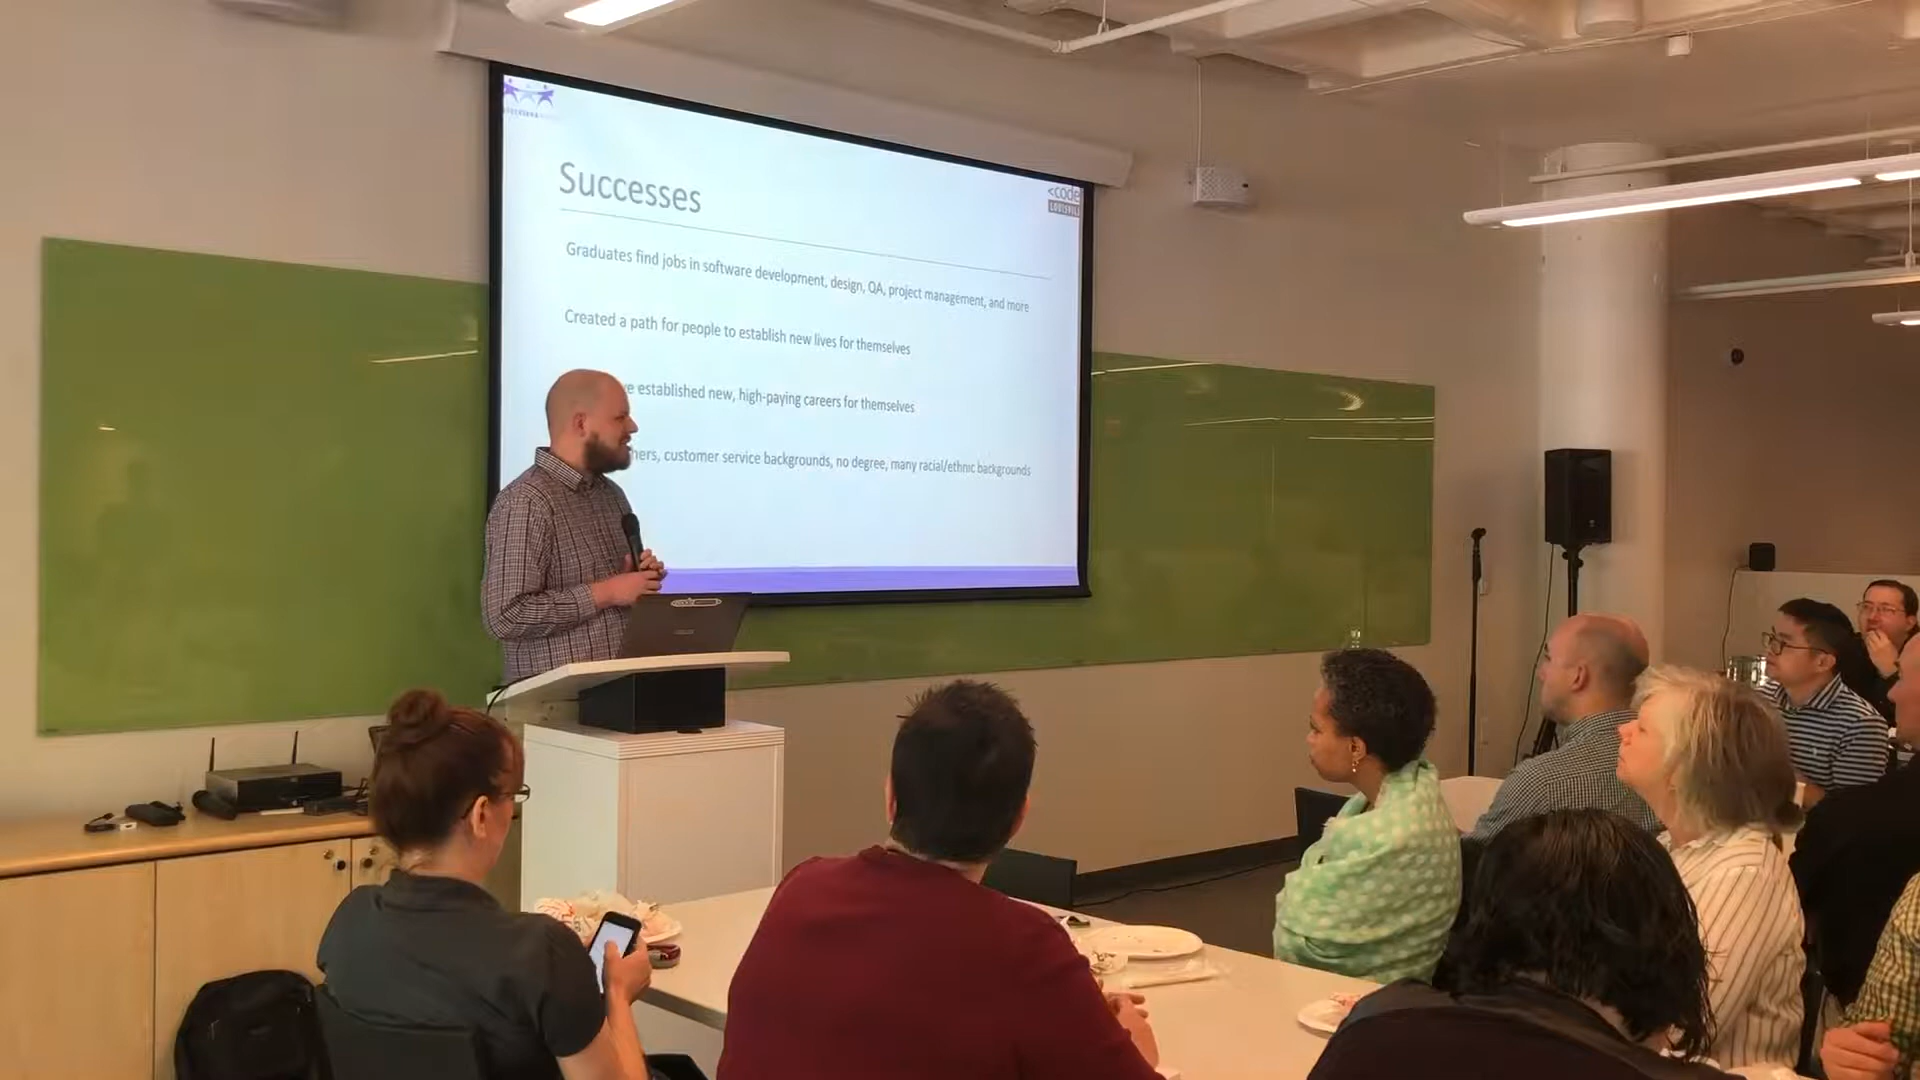 Successes
<code
Graduates find jobs in software development, design, QA, project management, and more
Created a path for people to establish new lives for themselves
established new, high-paying careers for themselves
customer service backgrounds, no degree, many racial/ethnic backgrounds